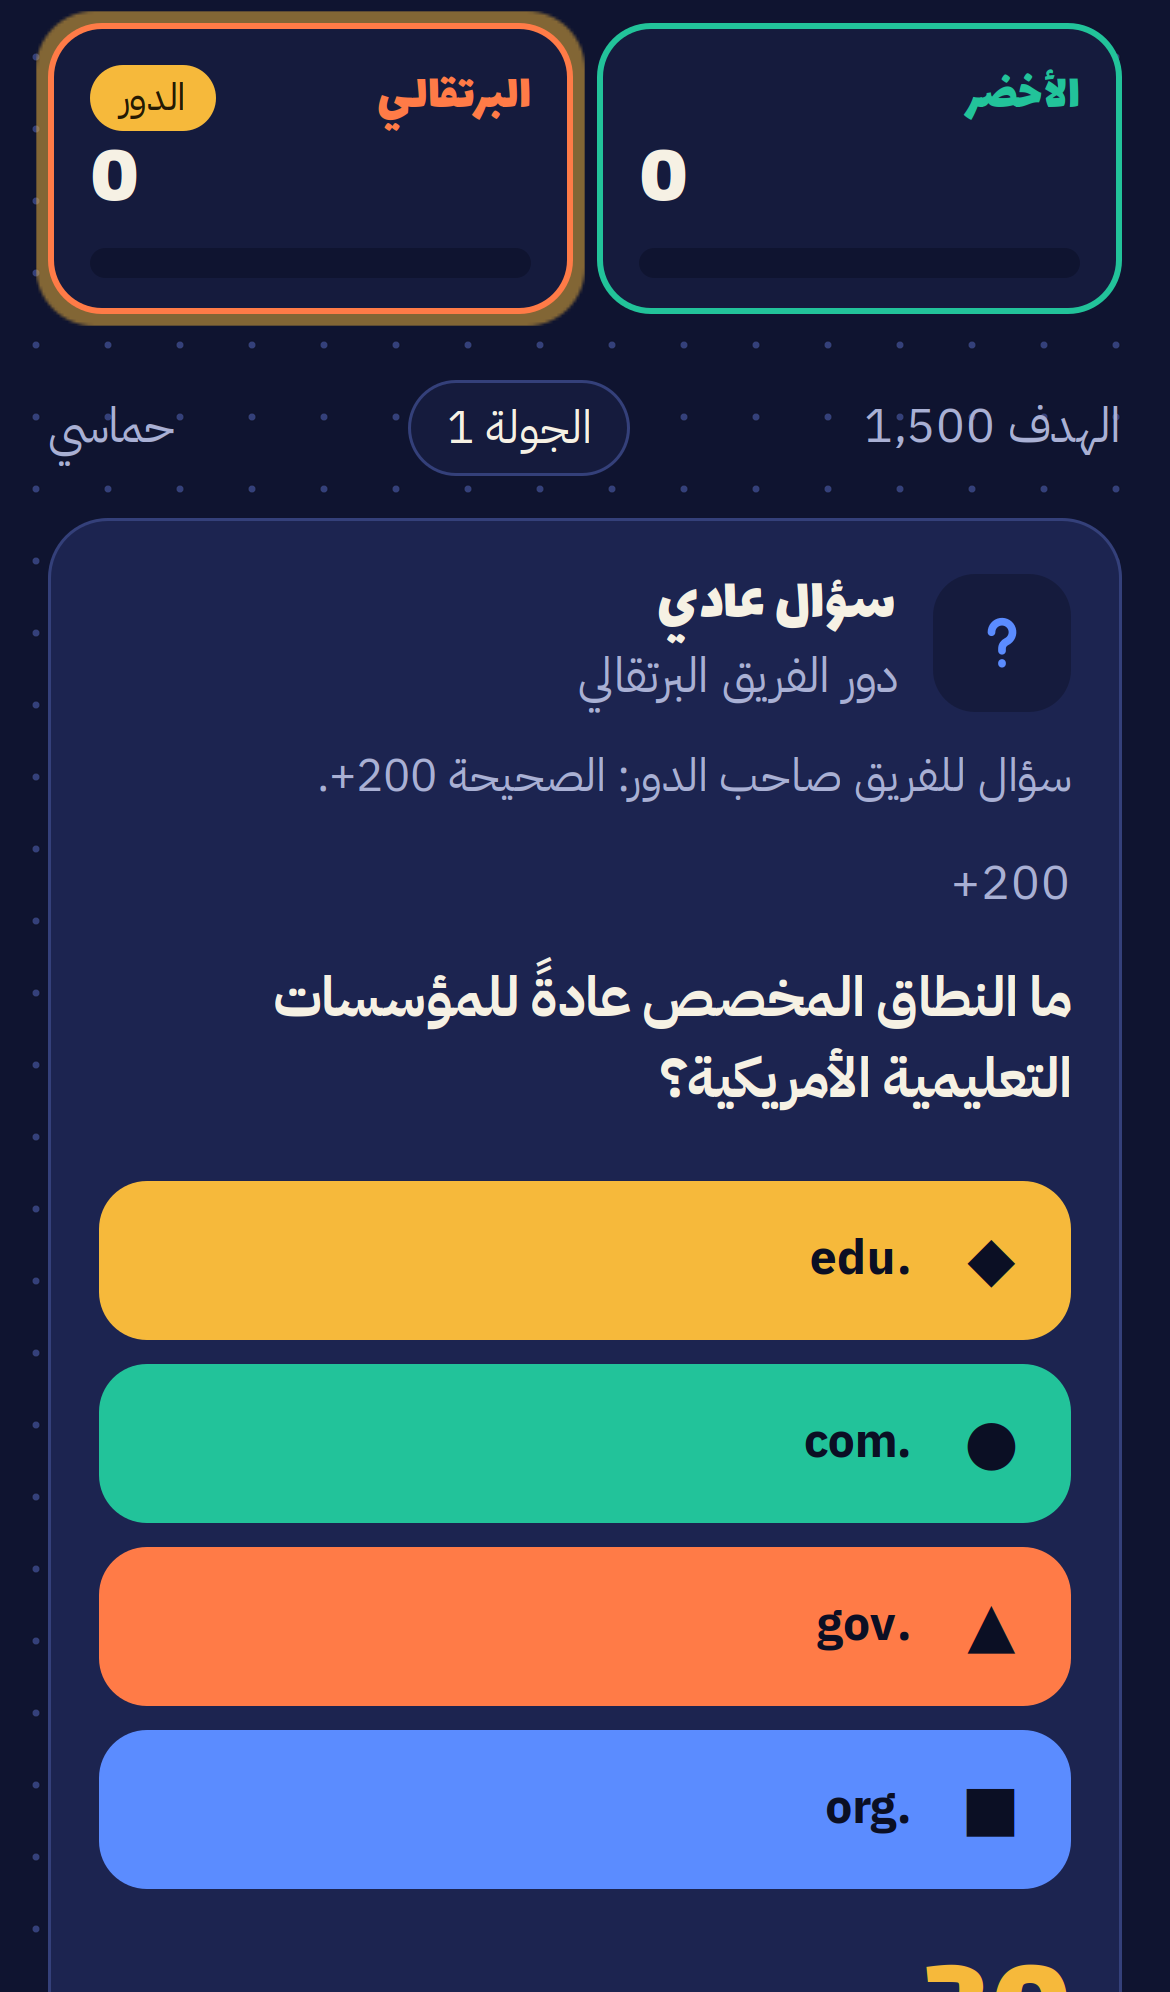 الأخضر
0
البرتقالي
الدور
0
الهدف 1,500
الجولة 1
حماسي
?
سؤال عادي
دور الفريق البرتقالي
سؤال للفريق صاحب الدور: الصحيحة 200+.
+200
ما النطاق المخصص عادةً للمؤسسات
التعليمية الأمريكية؟
edu.
com.
gov.
org.